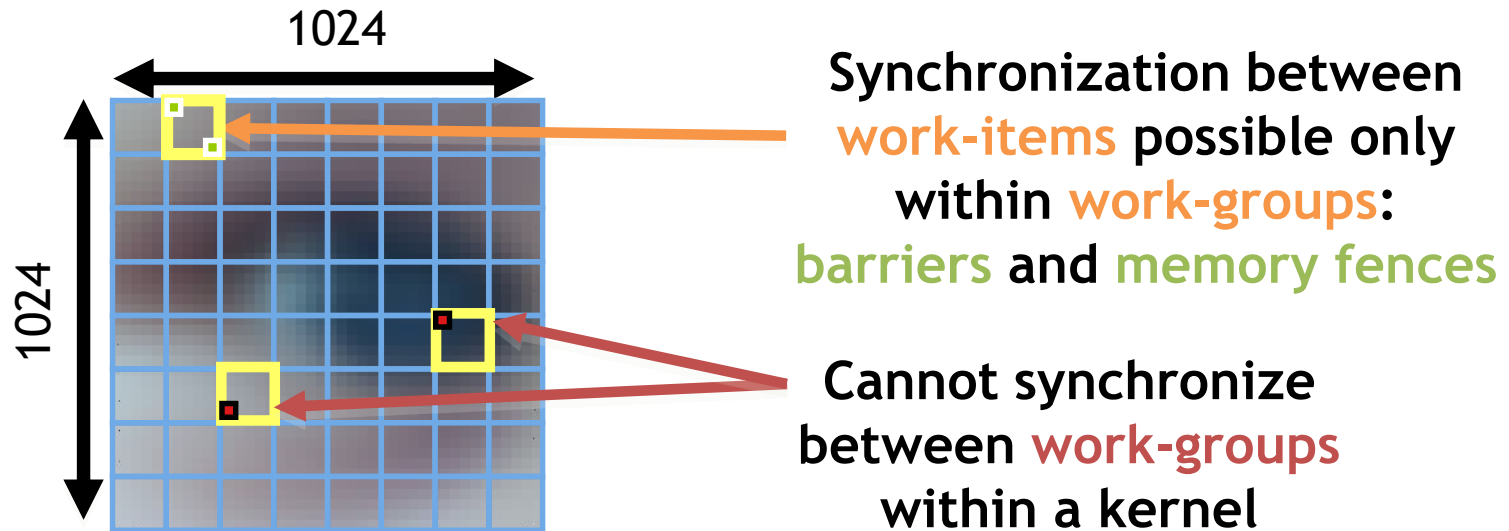 1024
1024
Synchronization between
work-items possible only
within work-groups:
barriers and memory fences
Cannot synchronize
between work-groups
within a kernel